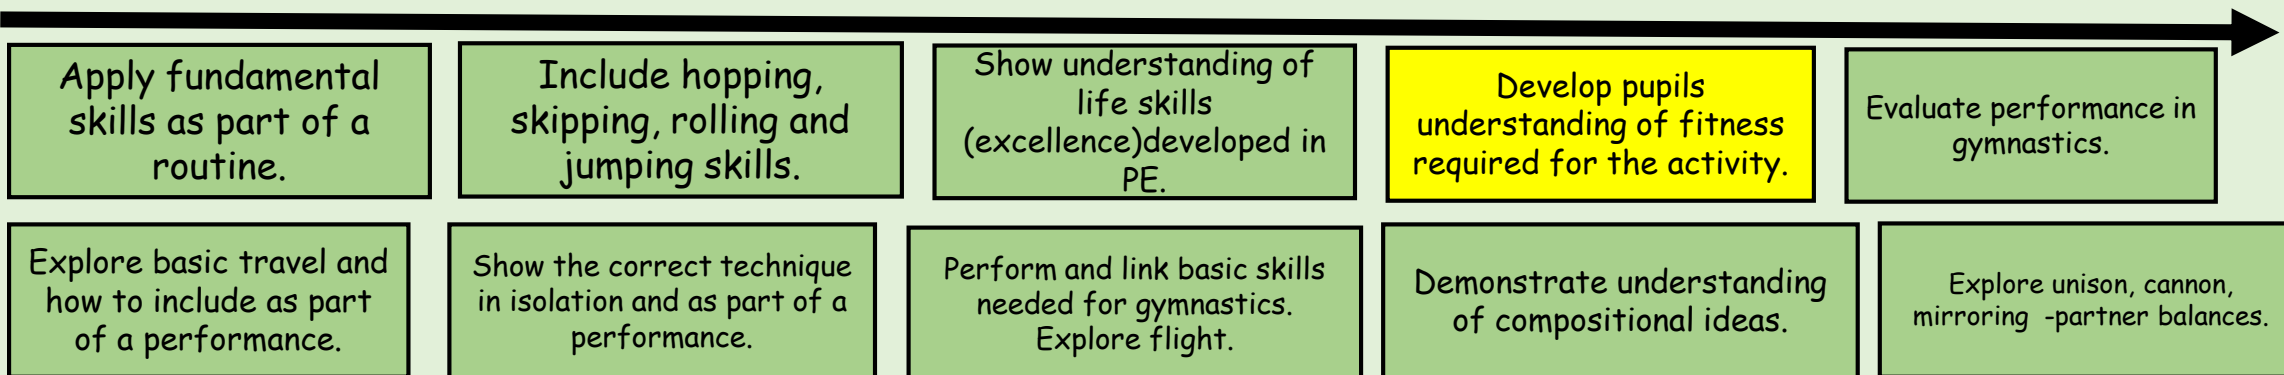 Apply fundamental
skills as part of a
routine.
Include hopping,
skipping, rolling and
jumping skills.
Show understanding of
life skills
(excellence)developed in
PE.
Develop pupils
understanding of fitness
required for the activity.
Evaluate performance in
gymnastics.
Explore basic travel and
how to include as part
of a performance.
Show the correct technique
in isolation and as part of a
performance.
Perform and link basic skills
needed for gymnastics.
Explore flight.
Demonstrate understanding
of compositional ideas.
Explore unison, cannon,
mirroring -partner balances.